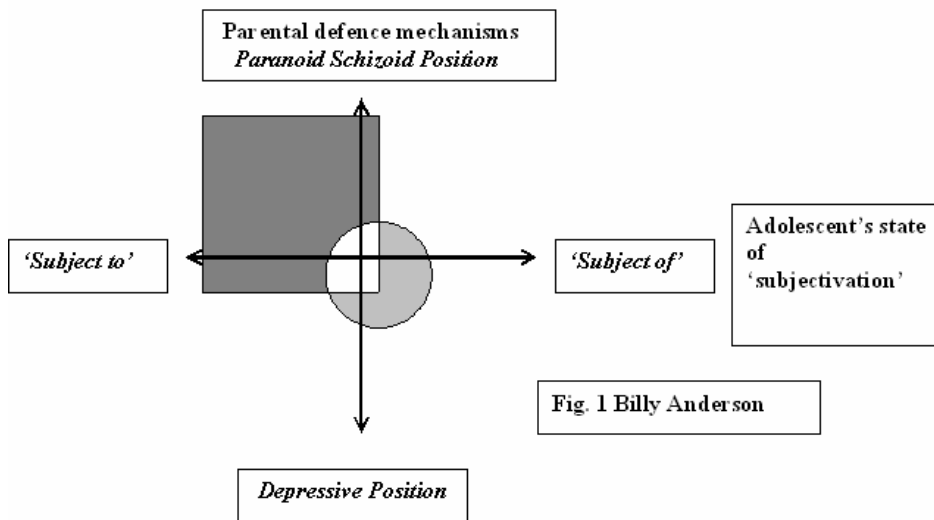 Parental defence mechanisms
Paranoid Schizoid Position
‘Subject to’
‘Subject of’
Adolescent’s state
of
‘subjectivation’
Fig. 1 Billy Anderson
Depressive Position